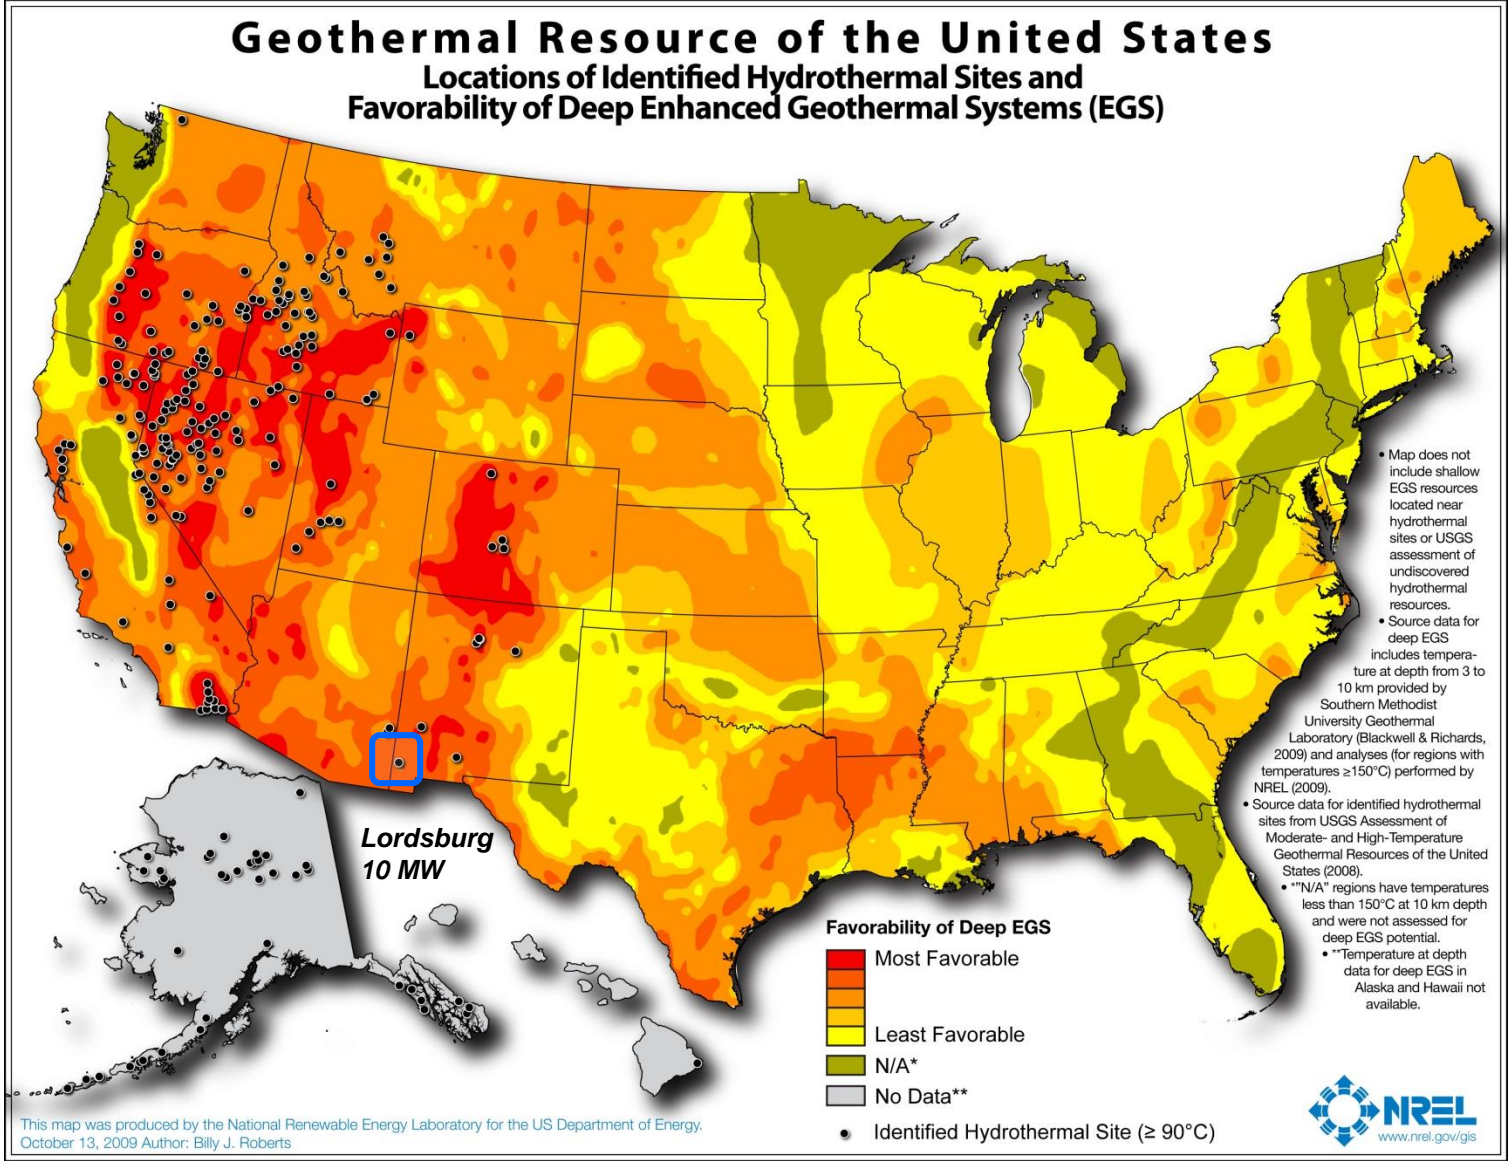 Geothermal Resource of the United States
Locations of Identified Hydrothermal Sites and
Favorability of Deep Enhanced Geothermal Systems (EGS)
• Map does not
include shallow
EGS resources
located near
hydrothermal
sites or USGS
assessment of
undiscovered
hydrothermal
resources.
• Source data for
deep EGS
includes tempera-
ture at depth from 3 to
10 km provided by
Southern Methodist
University Geothermal
Laboratory (Blackwell & Richards,
2009) and analyses (for regions with
temperatures ≥150°C) performed by
NREL (2009).
• Source data for identified hydrothermal
sites from USGS Assessment of
Moderate- and High-Temperature
Geothermal Resources of the United
States (2008).
• *"N/A" regions have temperatures
less than 150°C at 10 km depth
and were not assessed for
deep EGS potential.
• **Temperature at depth
data for deep EGS in
Alaska and Hawaii not
available.
Lordsburg
10 MW
Favorability of Deep EGS
Most Favorable
Least Favorable
N/A*
No Data**
Identified Hydrothermal Site (≥ 90°C)
This map was produced by the National Renewable Energy Laboratory for the US Department of Energy.
October 13, 2009 Author: Billy J. Roberts
NREL
www.nrel.gov/gis